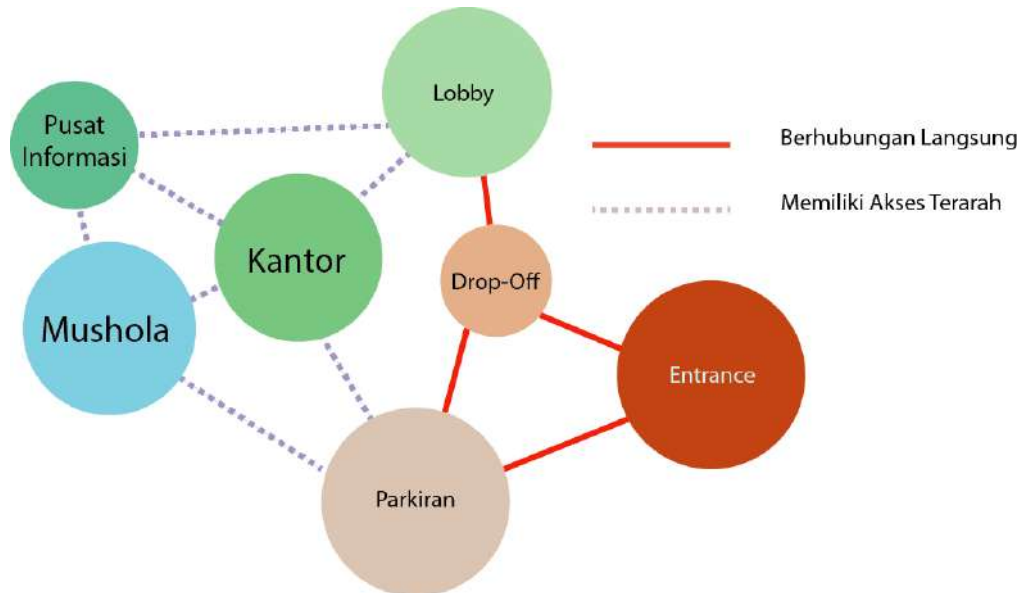 Lobby
Pusat
Informasi
Berhubungan Langsung
Memiliki Akses Terarah
Kantor
Drop-Off
Mushola
Entrance
Parkiran